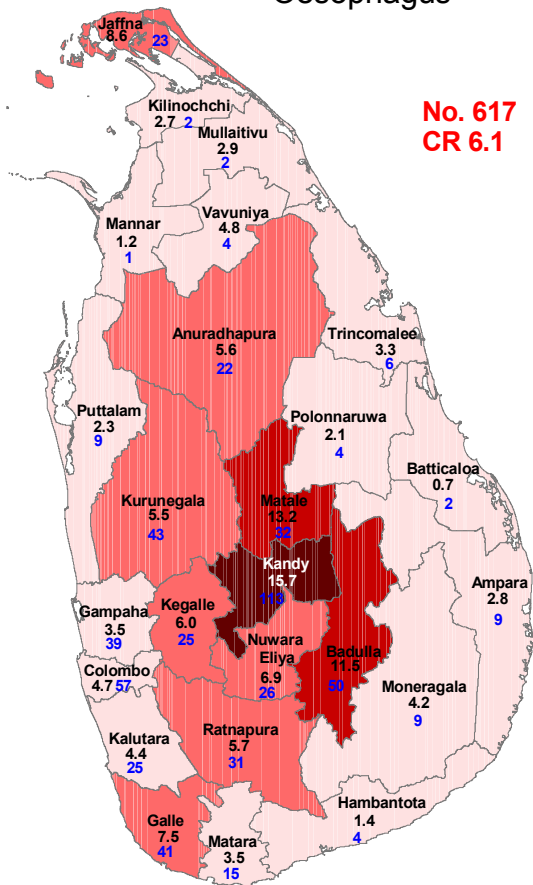 Oesophagus
Jaffna
8.6
23
No. 617
CR 6.1
Kilinochchi
2.7 2
Mullaitivu
2.9
2
Vavuniya
4.8
4
Mannar
1.2
1
Anuradhapura
5.6
22
Trincomalee
3.3
6
Puttalam
2.3
9
Polonnaruwa
2.1
4
Batticaloa
0.7
2
Kurunegala
5.5
43
Matale
13.2
32
Kandy
15.7
113
Ampara
2.8
9
Gampaha
3.5
39
Kegalle
6.0
25
Nuwara
Eliya
6.9
26
Badulla
11.5
50
Colombo
4.7 57
Moneragala
4.2
9
Kalutara
4.4
25
Ratnapura
5.7
31
Galle
7.5
41
Matara
3.5
15
Hambantota
1.4
4